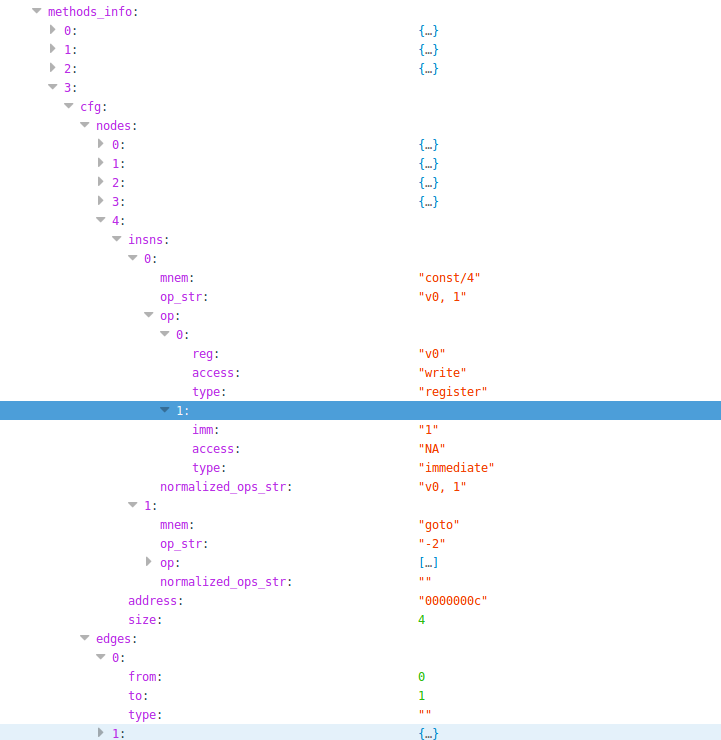 methods_info:
0: {…}
1: {…}
2: {…}
3:
cfg:
nodes:
0: {…}
1: {…}
2: {…}
3: {…}
4:
insns:
0:
mnem: "const/4"
op_str: "v0, 1"
op:
0:
reg: "v0"
access: "write"
type: "register"
1:
imm: "1"
access: "NA"
type: "immediate"
normalized_ops_str: "v0, 1"
1:
mnem: "goto"
op_str: "-2"
op: […]
normalized_ops_str: ""
address: "0000000c"
size: 4
edges:
0:
from: 0
to: 1
type: ""
1: {…}